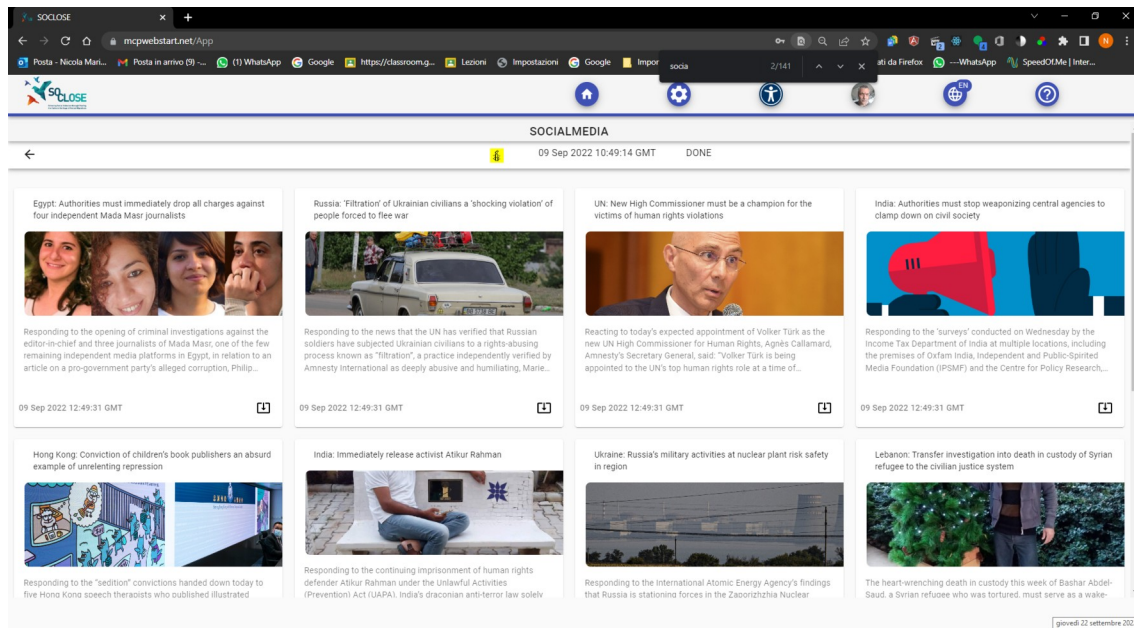 SOCLOSE
mcpwebstart.net/App
Posta - Nicola Mari... Posta in arrivo (9) -... (1) WhatsApp Google https://classroom.g... Lezioni Impostazioni Google Impor ati da Firefox ---WhatsApp SpeedOf.Me | Inter...
socia 2/141
SOCLOSE
EN
SOCIALMEDIA
09 Sep 2022 10:49:14 GMT DONE
Egypt: Authorities must immediately drop all charges against
four independent Mada Masr journalists
Responding to the opening of criminal investigations against the
editor-in-chief and three journalists of Mada Masr, one of the few
remaining independent media platforms in Egypt, in relation to an
article on a pro-government party's alleged corruption, Philip...
09 Sep 2022 12:49:31 GMT
Russia: 'Filtration' of Ukrainian civilians a 'shocking violation' of
people forced to flee war
Responding to the news that the UN has verified that Russian
soldiers have subjected Ukrainian civilians to a rights-abusing
process known as "filtration", a practice independently verified by
Amnesty International as deeply abusive and humiliating, Marie...
09 Sep 2022 12:49:31 GMT
UN: New High Commissioner must be a champion for the
victims of human rights violations
Reacting to today's expected appointment of Volker Türk as the
new UN High Commissioner for Human Rights, Agnès Callamard,
Amnesty's Secretary General, said: "Volker Türk is being
appointed to the UN's top human rights role at a time of...
09 Sep 2022 12:49:31 GMT
India: Authorities must stop weaponizing central agencies to
clamp down on civil society
Responding to the 'surveys' conducted on Wednesday by the
Income Tax Department of India at multiple locations, including
the premises of Oxfam India, Independent and Public-Spirited
Media Foundation (IPSMF) and the Centre for Policy Research,...
09 Sep 2022 12:49:31 GMT
Hong Kong: Conviction of children's book publishers an absurd
example of unrelenting repression
Responding to the "sedition" convictions handed down today to
five Hong Kong speech therapists who published illustrated
India: Immediately release activist Atikur Rahman
Responding to the continuing imprisonment of human rights
defender Atikur Rahman under the Unlawful Activities
(Prevention) Act (UAPA), India's draconian anti-terror law solely
Ukraine: Russia's military activities at nuclear plant risk safety
in region
Responding to the International Atomic Energy Agency's findings
that Russia is stationing forces in the Zaporizhzhia Nuclear
Lebanon: Transfer investigation into death in custody of Syrian
refugee to the civilian justice system
The heart-wrenching death in custody this week of Bashar Abdel-
Saud, a Syrian refugee who was tortured, must serve as a wake-
giovedì 22 settembre 202